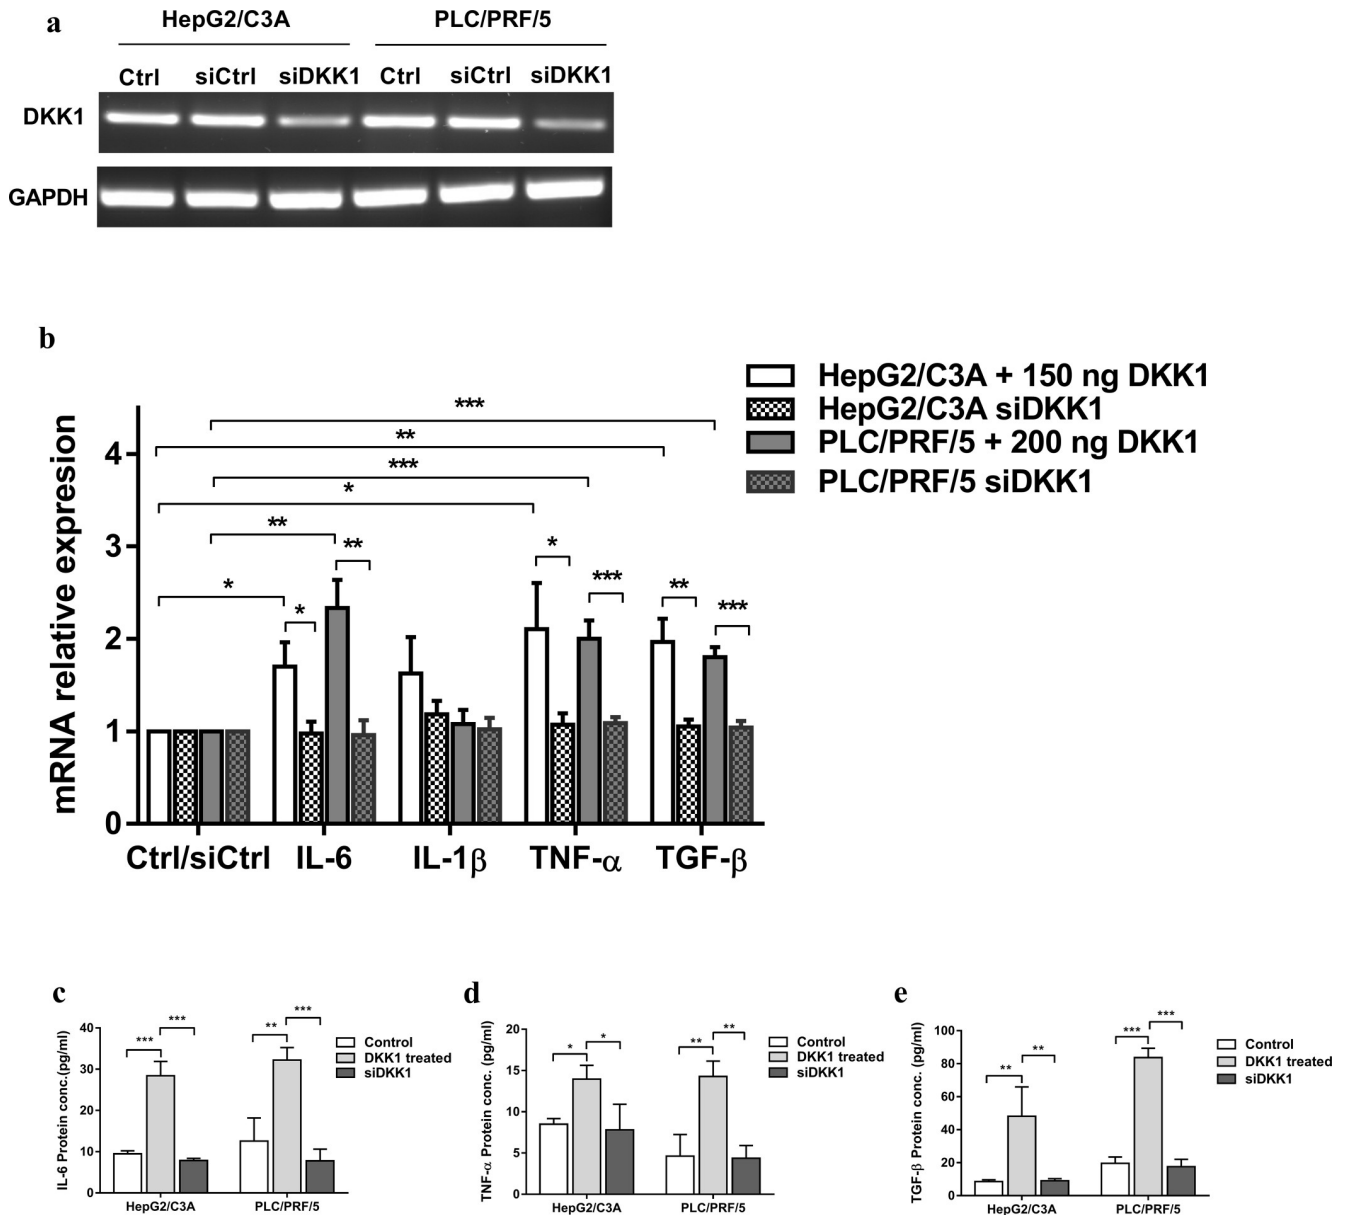 a
HepG2/C3A PLC/PRF/5
Ctrl siCtrl siDKK1 Ctrl siCtrl siDKK1
DKK1
GAPDH
b
HepG2/C3A + 150 ng DKK1
HepG2/C3A siDKK1
PLC/PRF/5 + 200 ng DKK1
PLC/PRF/5 siDKK1
mRNA relative expresion
4
3
2
1
0
***
**
***
*
**
**
*
*
*
***
**
***
Ctrl/siCtrl IL-6 IL-1β TNF-α TGF-β
c
IL-6 Protein conc.(pg/ml)
40
30
20
10
0
***
***
**
***
HepG2/C3A PLC/PRF/5
Control
DKK1 treated
siDKK1
d
TNF-α Protein conc. (pg/ml)
20
15
10
5
0
*
*
**
**
HepG2/C3A PLC/PRF/5
Control
DKK1 treated
siDKK1
e
TGF-β Protein conc. (pg/ml)
100
80
60
40
20
0
**
**
***
***
HepG2/C3A PLC/PRF/5
Control
DKK1 treated
siDKK1